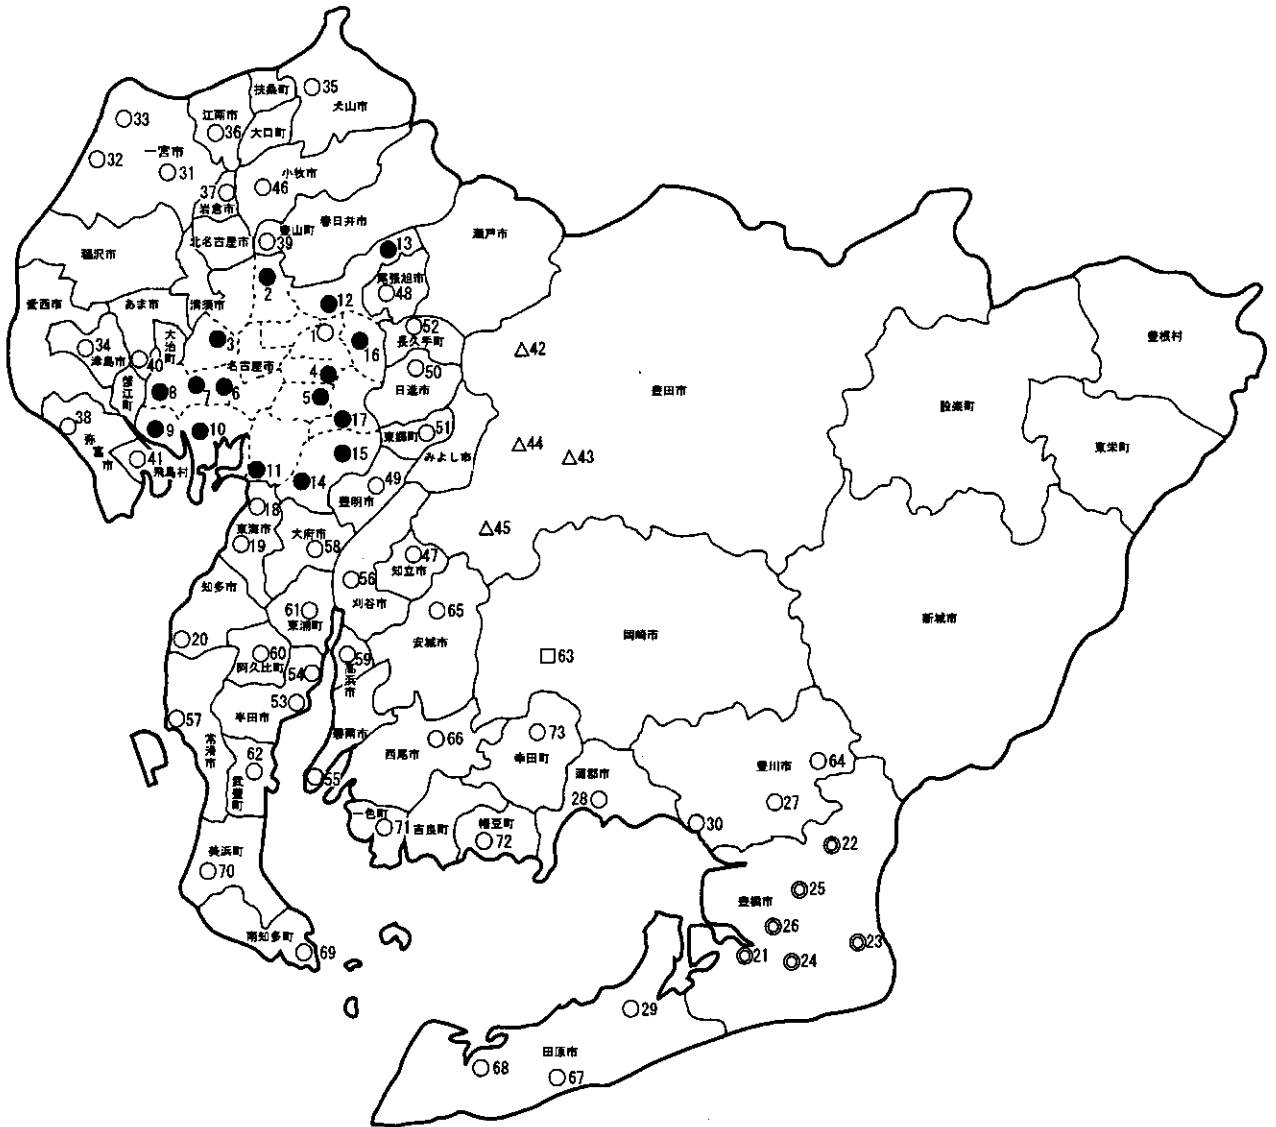 扶桑町
35
犬山市
33
江南市
36
大口町
32
一宮市
31
小牧市
37
46
岩倉市
豊山町
春日井市
瀬戸市
北名古屋市
39
13
稲沢市
2
尾張旭市
48
愛西市
あま市
清須市
12
1
52
長久手町
豊根村
34
津島市
40
大治町
3
名古屋市
16
42
4
50
日進市
豊田市
設楽町
蟹江町
8
7
6
5
38
弥富市
9
10
17
東郷町
51
44
43
東栄町
41
飛島村
15
みよし市
11
14
49
豊明市
18
東海市
大府市
45
19
58
47
知立市
知多市
56
刈谷市
61
東浦町
65
新城市
20
60
阿久比町
59
高浜市
安城市
岡崎市
63
54
53
57
半田市
碧南市
66
73
常滑市
62
武豊町
西尾市
幸田町
豊川市
64
55
蒲郡市
28
27
一色町
71
吉良町
幡豆町
72
30
22
美浜町
70
25
豊橋市
26
南知多町
69
21
24
23
29
田原市
68
67